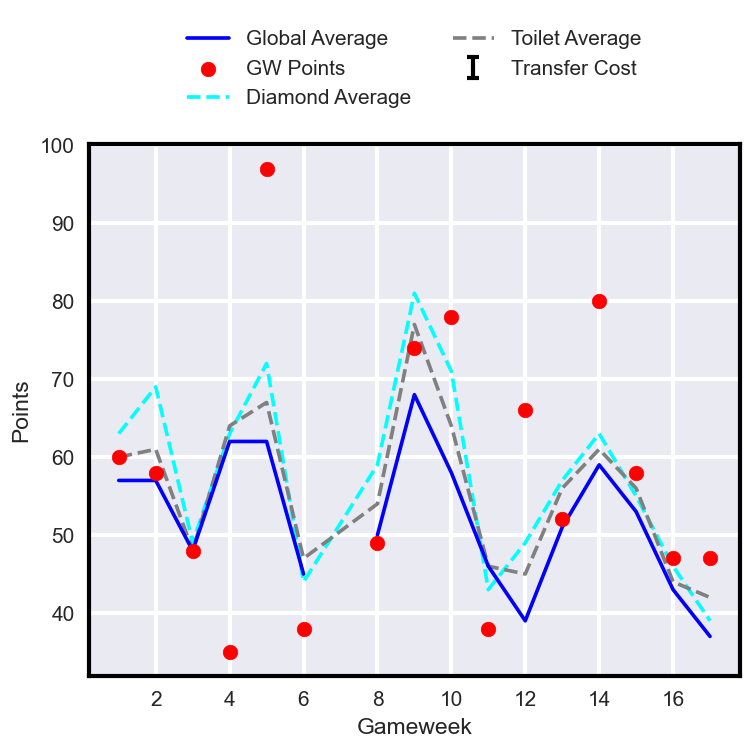 Global Average
GW Points
Diamond Average
Toilet Average
Transfer Cost
100
90
80
70
60
50
40
Points
2 4 6 8 10 12 14 16
Gameweek